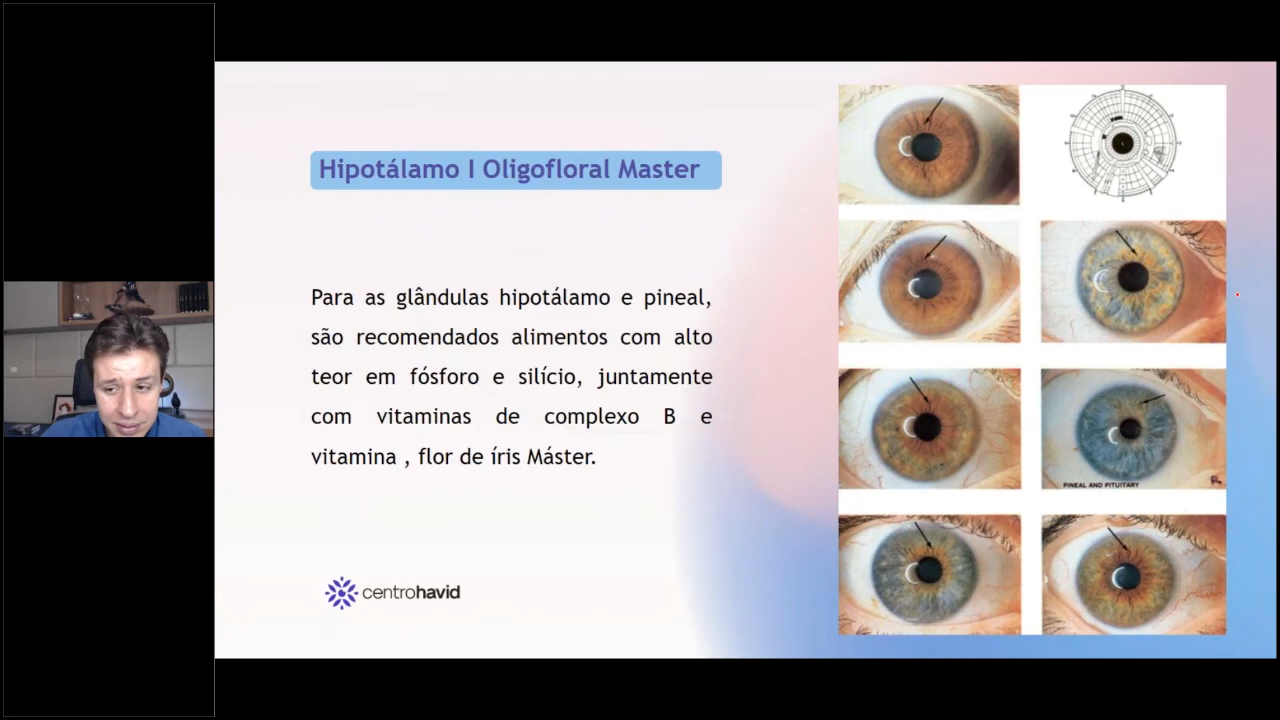 Hipotálamo I Oligofloral Master
Para as glândulas hipotálamo e pineal,
são recomendados alimentos com alto
teor em fósforo e silício, juntamente
com vitaminas de complexo B e
vitamina , flor de íris Máster.
PINEAL AND PITUITARY
centrohavid